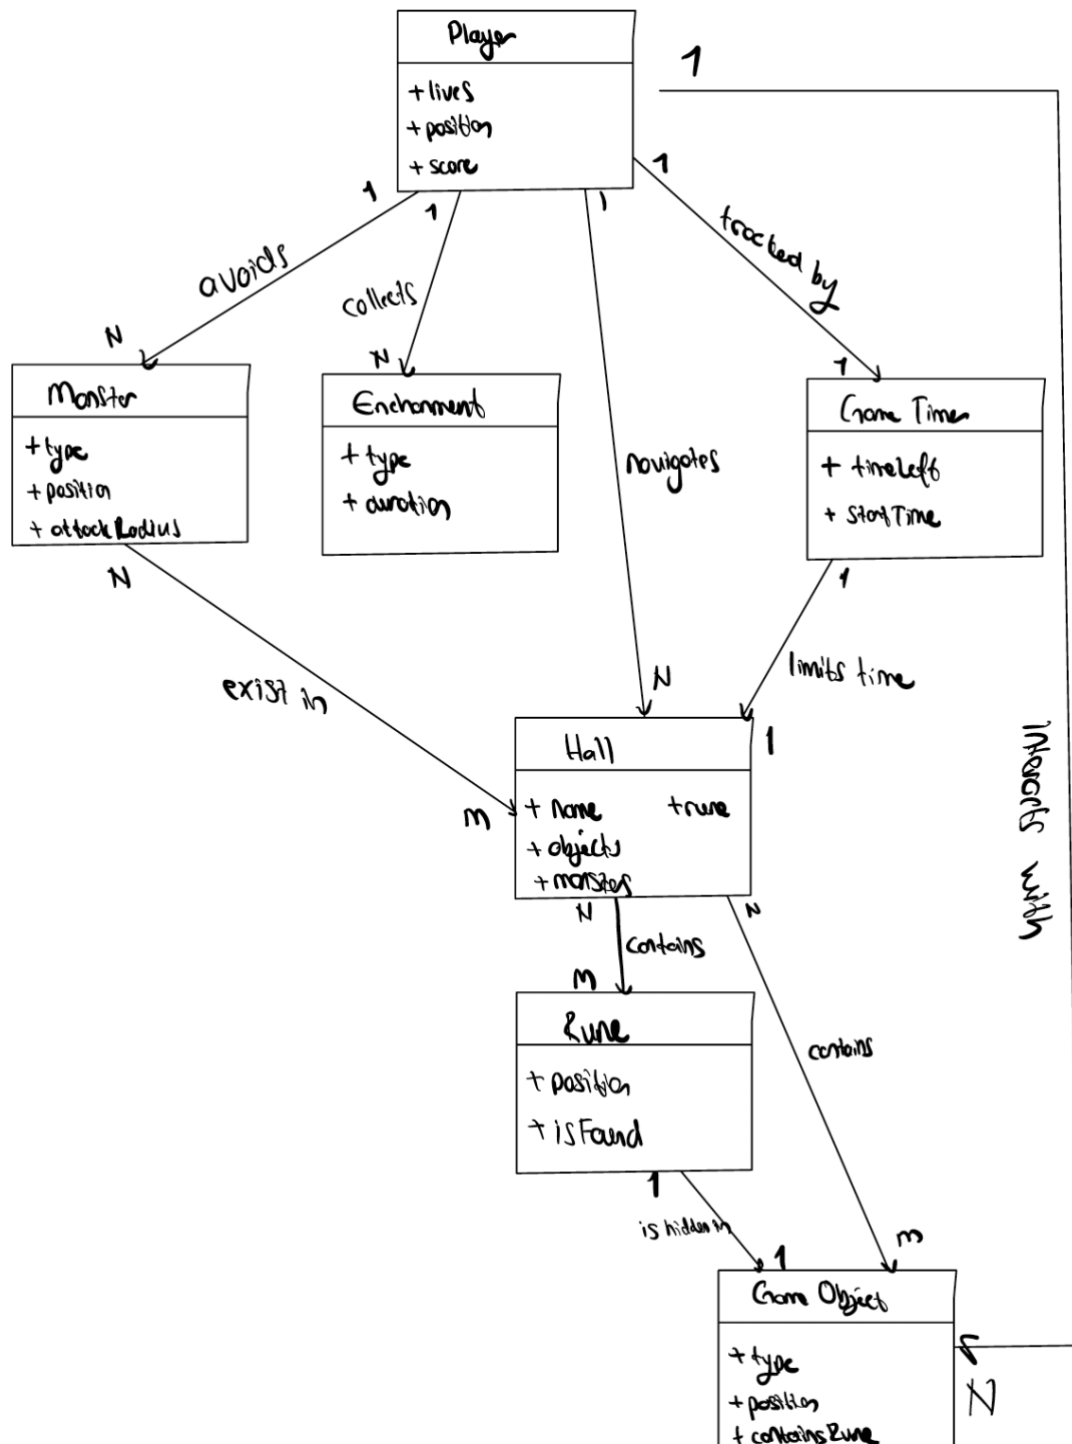 Player
1
+ lives
+ position
+ score
1
1
1
1
avoids
collects
tracked by
N
N
1
Monster
Enchanment
Game Timer
+ type
+ position
+ attackRadius
+ type
+ duration
navigates
+ timeLeft
+ startTime
N
1
exist in
N
limits time
Hall
1
interacts with
m
+ name +rune
+ objects
+ monsters
N
N
contains
m
Rune
contains
+ position
+ isFound
1
is hidden in
1
m
Game Object
+ type
N
+ position
+ containsRune